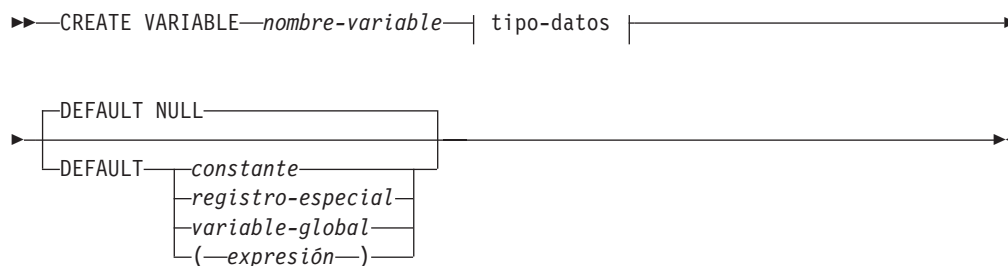 CREATE VARIABLE nombre-variable tipo-datos
DEFAULT NULL
DEFAULT constante
registro-especial
variable-global
( expresión )